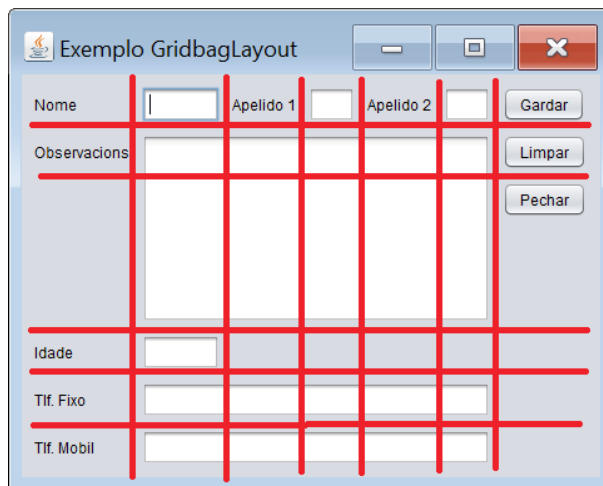 Exemplo GridbagLayout
Nome Apelido 1 Apelido 2 Gardar
Observacions Limpar
Pechar
Idade
Tlf. Fixo
Tlf. Mobil